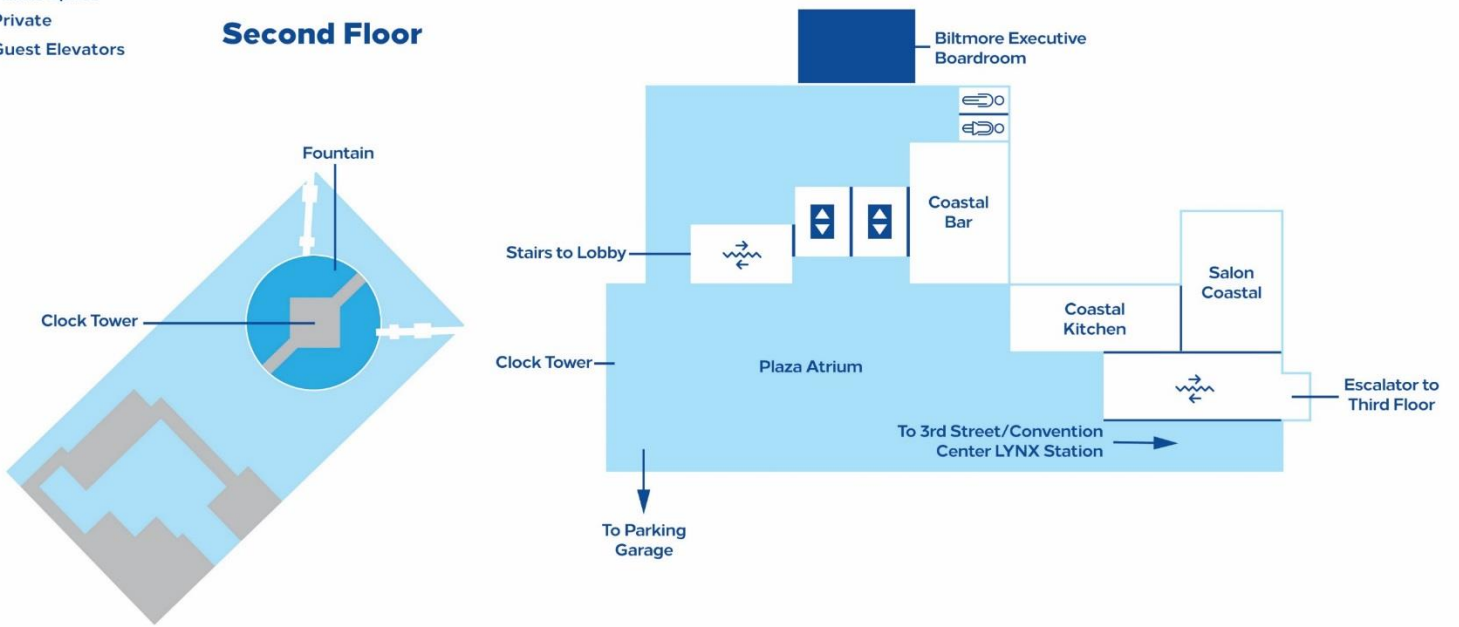 Private
Guest Elevators
Second Floor
Biltmore Executive
Boardroom
Fountain
Clock Tower
Stairs to Lobby
Coastal
Bar
Salon
Coastal
Coastal
Kitchen
Clock Tower
Plaza Atrium
Escalator to
Third Floor
To 3rd Street/Convention
Center LYNX Station
To Parking
Garage